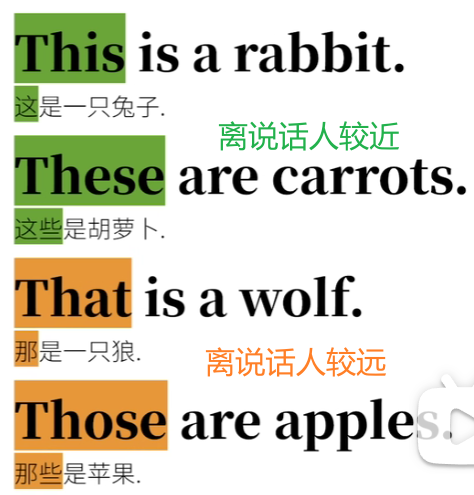 This is a rabbit.
这是一只兔子.
离说话人较近
These are carrots.
这些是胡萝卜.
That is a wolf.
那是一只狼.
离说话人较远
Those are apples.
那些是苹果.